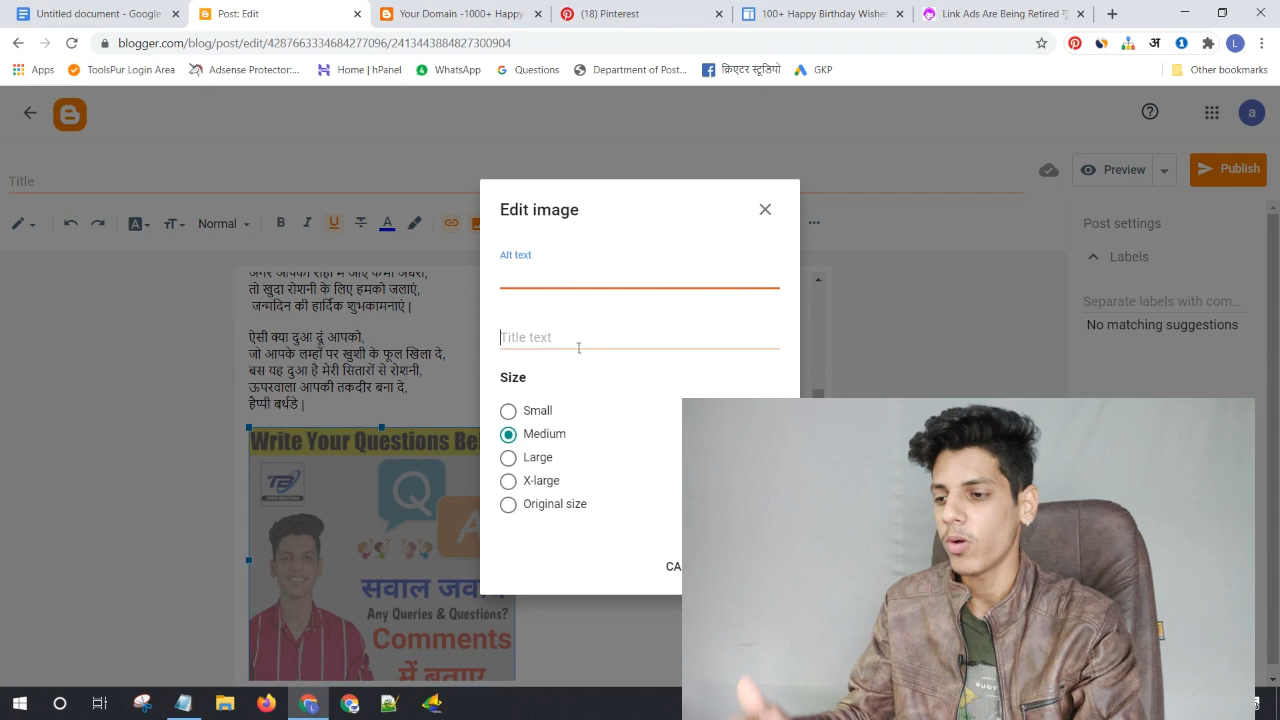 United Kingdom - Google
Post: Edit
Your Domain -1000+ Happy
(18) Pinterest
100+ Happy Birthday Wishes
Link Ads Are Being Retired
blogger.com/blog/post/edit/4287663334684277096/2413443884827300904
Apps
ToolsPur Login Area
Adsense Protector:...
Home | hPanel
WhatsApp
Questions
Department of Post...
क्रिएटर स्टूडियो
GKP
Other bookmarks
Title
Preview
Publish
Normal
Post settings
Labels
Separate labels with com...
No matching suggestions
तो खुदा रोशनी के लिए हमको जलाएं,
जन्मदिन की हार्दिक शुभकामनाएं |
ऐसी क्या दुआ दूं आपको,
जो आपके लम्हों पर खुशी के फूल खिला दे,
बस यह दुआ है मेरी सितारों से रोशनी,
ऊपरवाला आपकी तकदीर बना दे,
हैप्पी बर्थडे |
Write Your Questions Be
Q
A
सवाल जवा
Any Queries & Questions?
Comments
में बताए
Edit image
Alt text
Title text
Size
Small
Medium
Large
X-large
Original size
CA